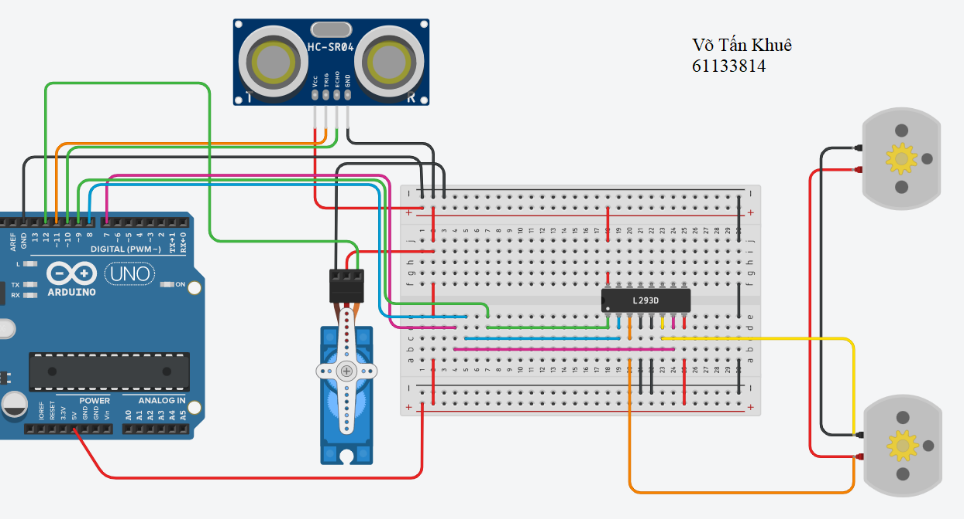 HC-SR04
Vcc
TRIG
ECHO
GND
T
R
Võ Tấn Khuê
61133814
AREF
GND
13
12
~11
~10
~9
8
7
~6
~5
4
~3
2
TX→1
RX←0
DIGITAL (PWM~)
L
TX
RX
UNO
ON
ARDUINO
L293D
POWER
ANALOG IN
IOREF
RESET
3.3V
5V
GND
GND
Vin
A0
A1
A2
A3
A4
A5